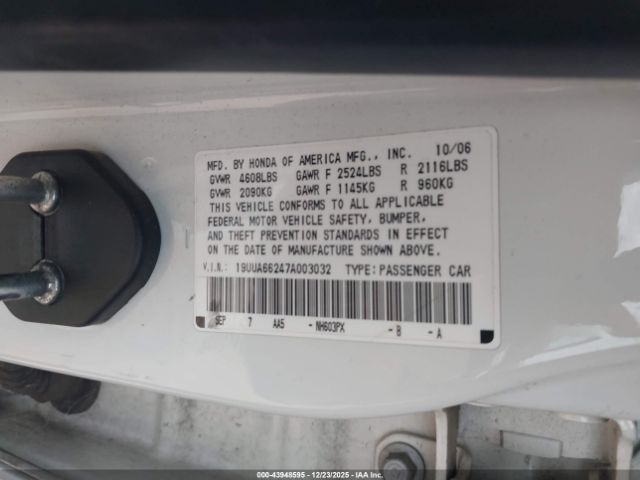 MFD. BY HONDA OF AMERICA MFG., INC. 10/06
GVWR 4608LBS GAWR F 2524LBS R 2116LBS
GVWR 2090KG GAWR F 1145KG R 960KG
THIS VEHICLE CONFORMS TO ALL APPLICABLE
FEDERAL MOTOR VEHICLE SAFETY, BUMPER,
AND THEFT PREVENTION STANDARDS IN EFFECT
ON THE DATE OF MANUFACTURE SHOWN ABOVE.
V.I.N.: 19UUA66247A003032 TYPE: PASSENGER CAR
SEP 7 AA5 - NH603PX - B - A
000-43948595 - 12/23/2025 - IAA Inc.